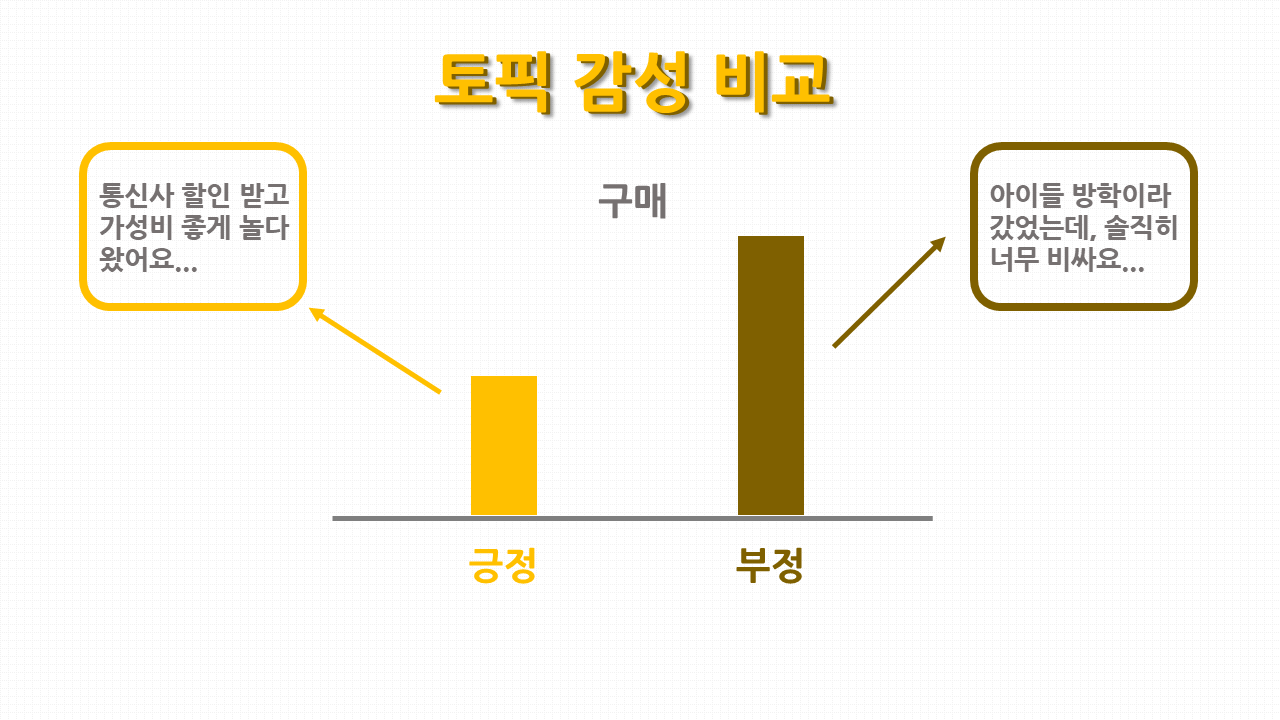 토픽 감성 비교
통신사 할인 받고
가성비 좋게 놀다
왔어요...
구매
아이들 방학이라
갔었는데, 솔직히
너무 비싸요...
긍정
부정